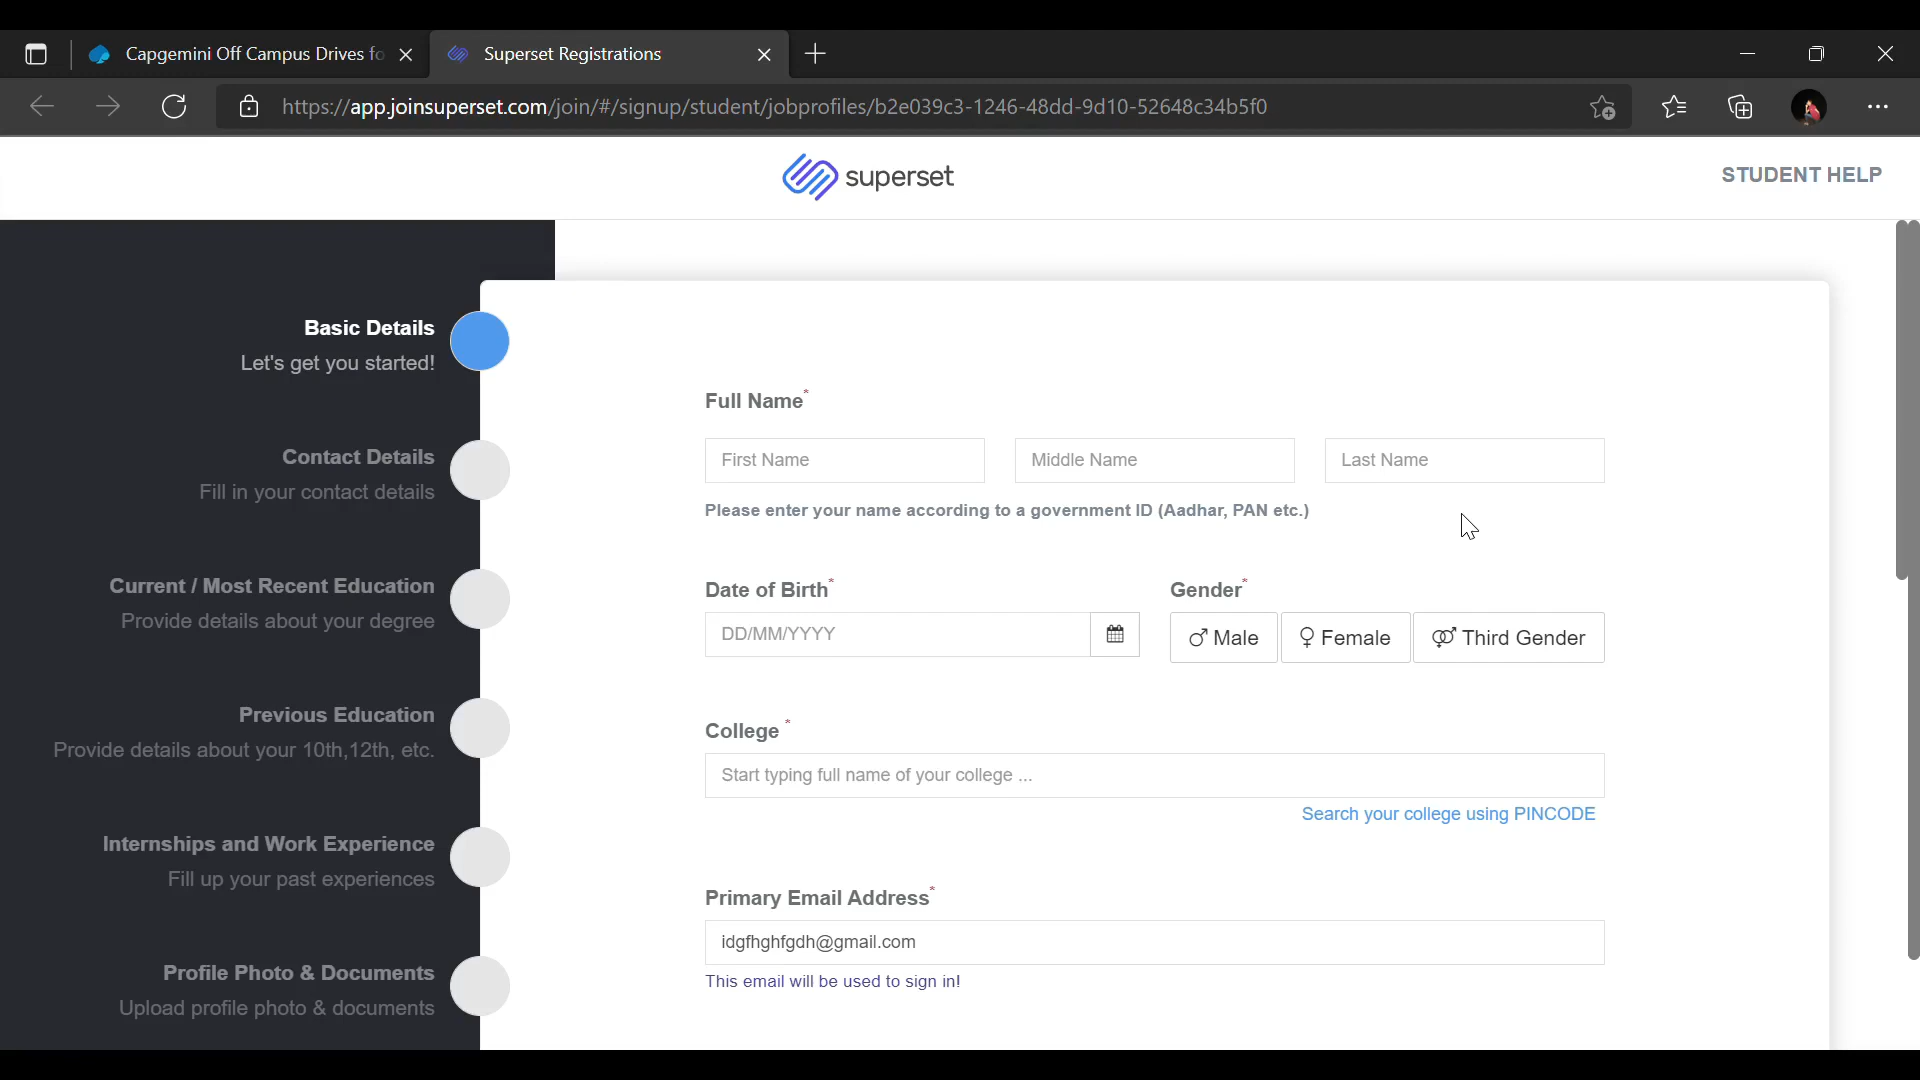 Capgemini Off Campus Drives fo
Superset Registrations
https://app.joinsuperset.com/join/#/signup/student/jobprofiles/b2e039c3-1246-48dd-9d10-52648c34b5f0
superset
STUDENT HELP
Basic Details
Let's get you started!
Contact Details
Fill in your contact details
Current / Most Recent Education
Provide details about your degree
Previous Education
Provide details about your 10th,12th, etc.
Internships and Work Experience
Fill up your past experiences
Profile Photo & Documents
Upload profile photo & documents
Full Name*
First Name Middle Name Last Name
Please enter your name according to a government ID (Aadhar, PAN etc.)
Date of Birth* Gender*
DD/MM/YYYY ♂ Male ♀ Female ⚤ Third Gender
College *
Start typing full name of your college ...
Search your college using PINCODE
Primary Email Address*
idgfhghfgdh@gmail.com
This email will be used to sign in!